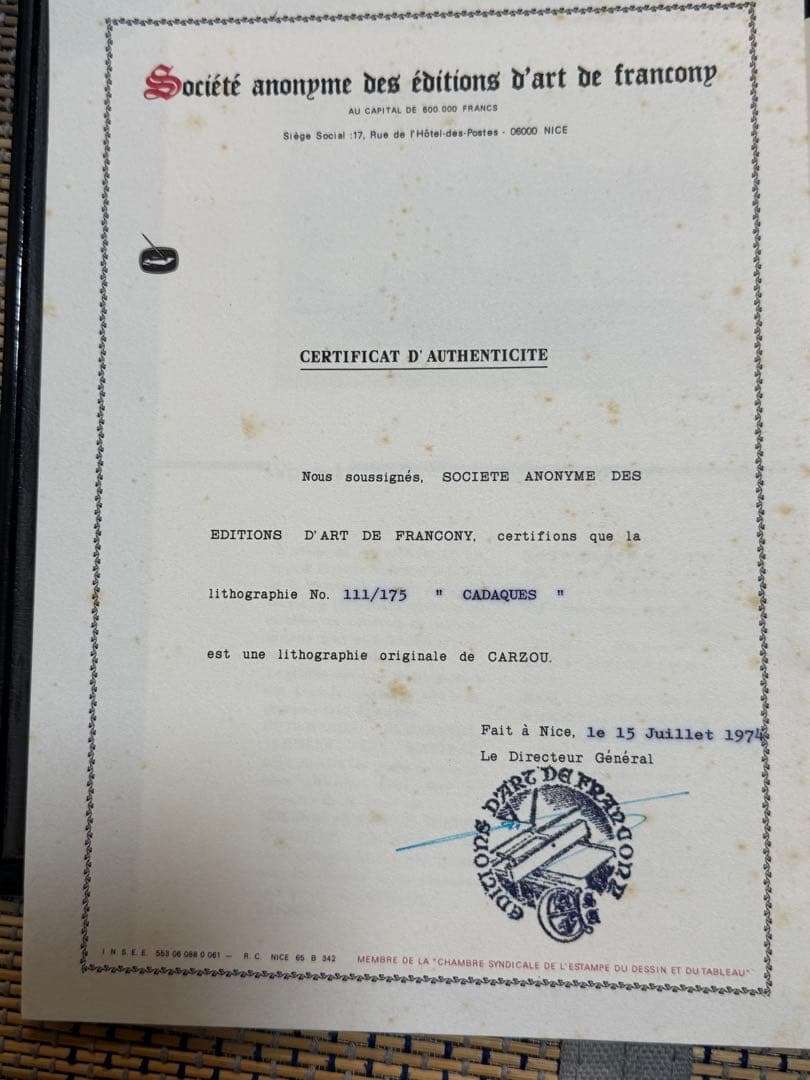 Société anonyme des éditions d'art de francony
AU CAPITAL DE 600.000 FRANCS
Siège Social : 17, Rue de l'Hôtel-des-Postes - 06000 NICE
CERTIFICAT D'AUTHENTICITE
Nous soussignés, SOCIETE ANONYME DES
EDITIONS D'ART DE FRANCONY, certifions que la
lithographie No. 111/175 " CADAQUES "
est une lithographie originale de CARZOU.
Fait à Nice, le 15 Juillet 1974
Le Directeur Général
EDITIONS D'ART DE FRANCONY
I N S. E. E. 553 06 088 0 061 — R. C. NICE 65 B 342 MEMBRE DE LA "CHAMBRE SYNDICALE DE L'ESTAMPE DU DESSIN ET DU TABLEAU"